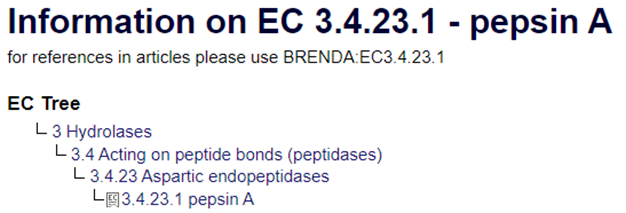 Information on EC 3.4.23.1 - pepsin A
for references in articles please use BRENDA:EC3.4.23.1
EC Tree
3 Hydrolases
3.4 Acting on peptide bonds (peptidases)
3.4.23 Aspartic endopeptidases
3.4.23.1 pepsin A